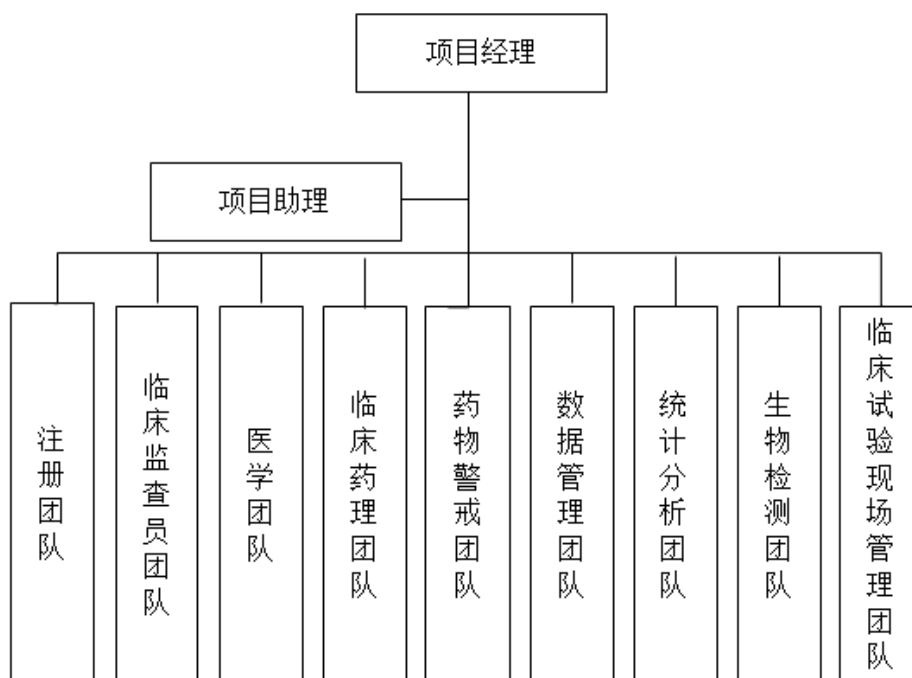 项目经理
项目助理
注册团队
临床监查员团队
医学团队
临床药理团队
药物警戒团队
数据管理团队
统计分析团队
生物检测团队
临床试验现场管理团队